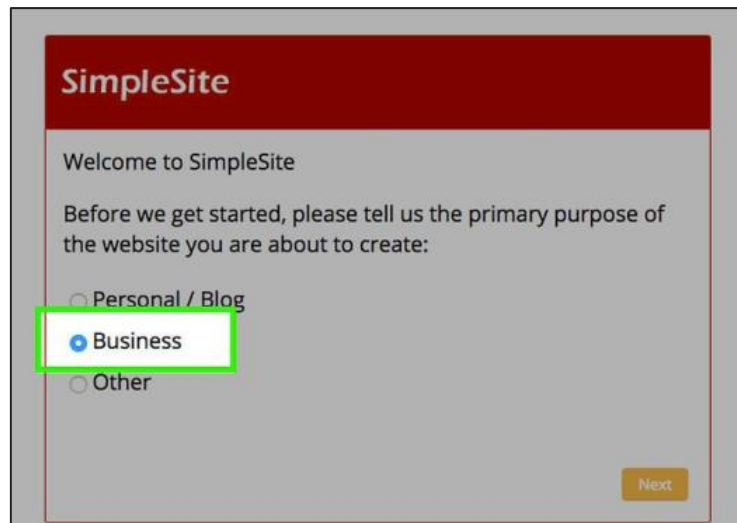 SimpleSite
Welcome to SimpleSite
Before we get started, please tell us the primary purpose of
the website you are about to create:
Personal / Blog
Business
Other
Next